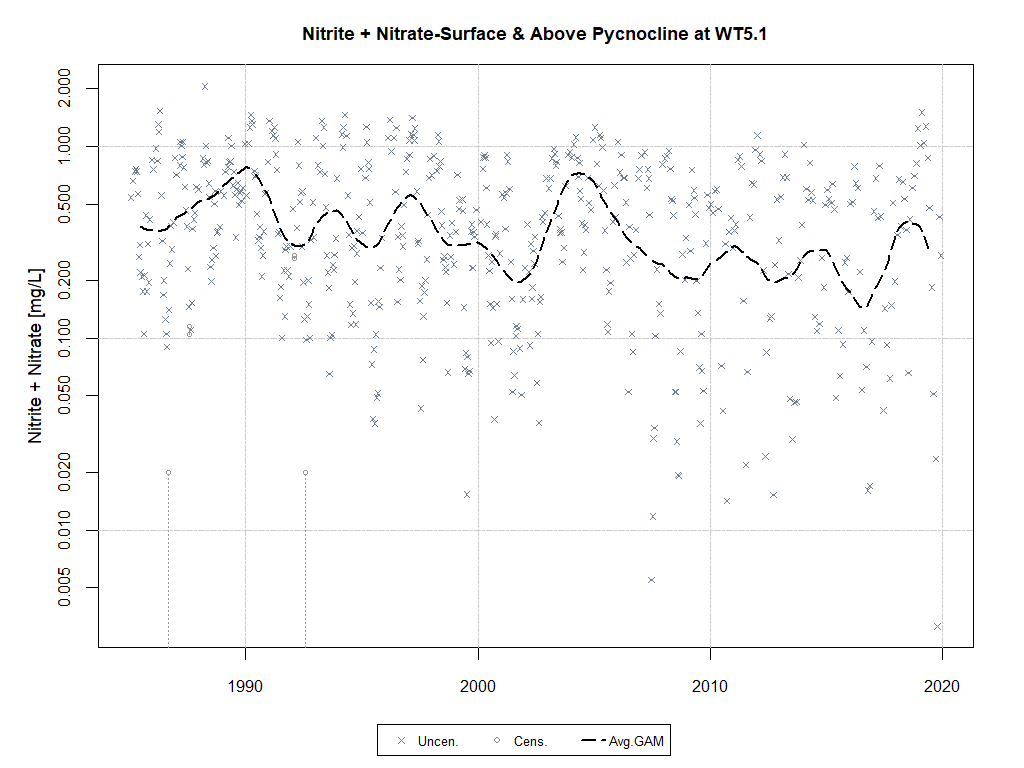 Nitrite + Nitrate-Surface & Above Pycnocline at WT5.1
Nitrite + Nitrate [mg/L]
2.000
1.000
0.500
0.200
0.100
0.050
0.020
0.010
0.005
1990 2000 2010 2020
Uncen. Cens. Avg.GAM